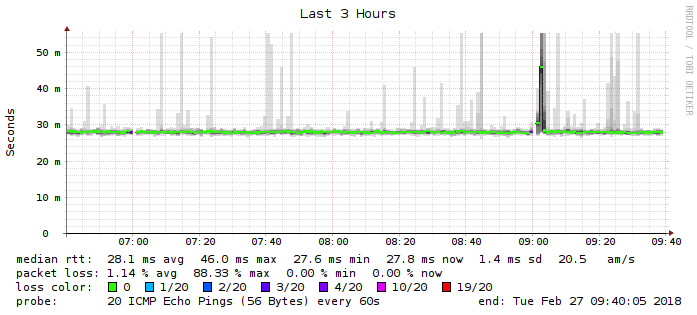 Last 3 Hours
RRDTOOL / TOBI OETIKER
Seconds
50 m
40 m
30 m
20 m
10 m
0
07:00 07:20 07:40 08:00 08:20 08:40 09:00 09:20 09:40
median rtt: 28.1 ms avg 46.0 ms max 27.6 ms min 27.8 ms now 1.4 ms sd 20.5 am/s
packet loss: 1.14 % avg 88.33 % max 0.00 % min 0.00 % now
loss color: 0 1/20 2/20 3/20 4/20 10/20 19/20
probe: 20 ICMP Echo Pings (56 Bytes) every 60s end: Tue Feb 27 09:40:05 2018